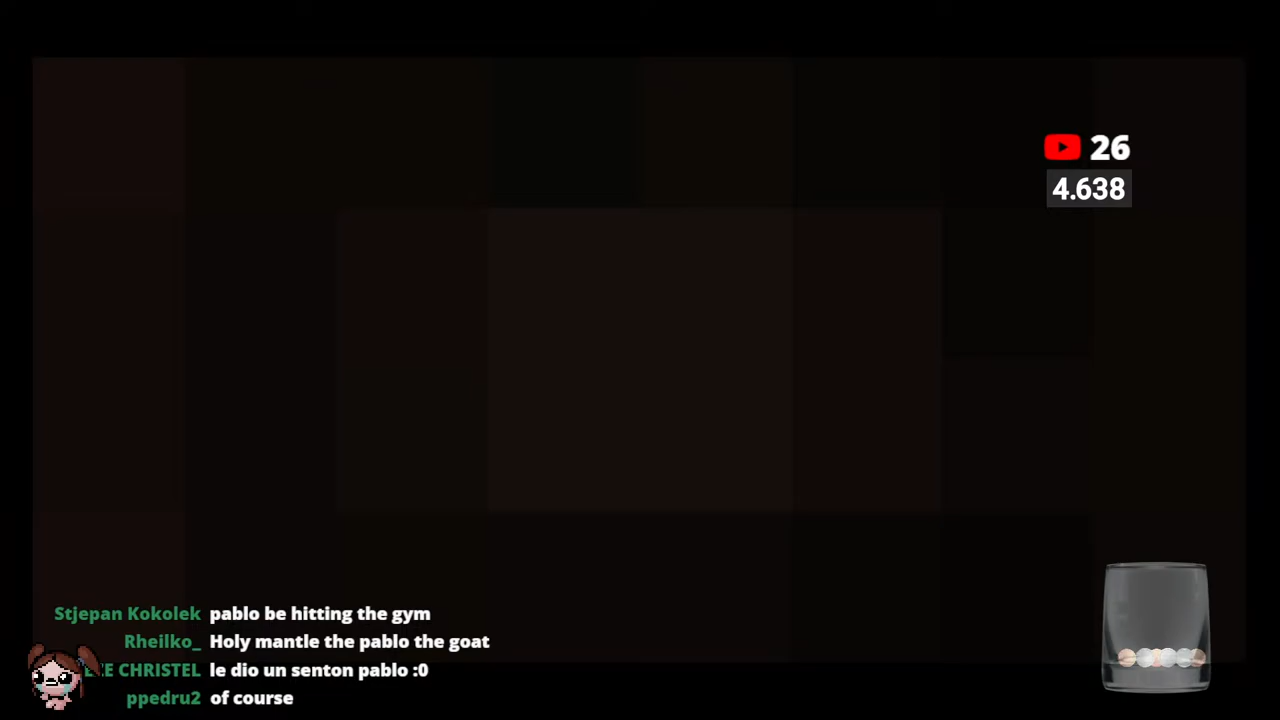 26
4.638
Stjepan Kokolek pablo be hitting the gym
Rheilko_ Holy mantle the pablo the goat
CHRISTEL le dio un senton pablo :0
ppedru2 of course